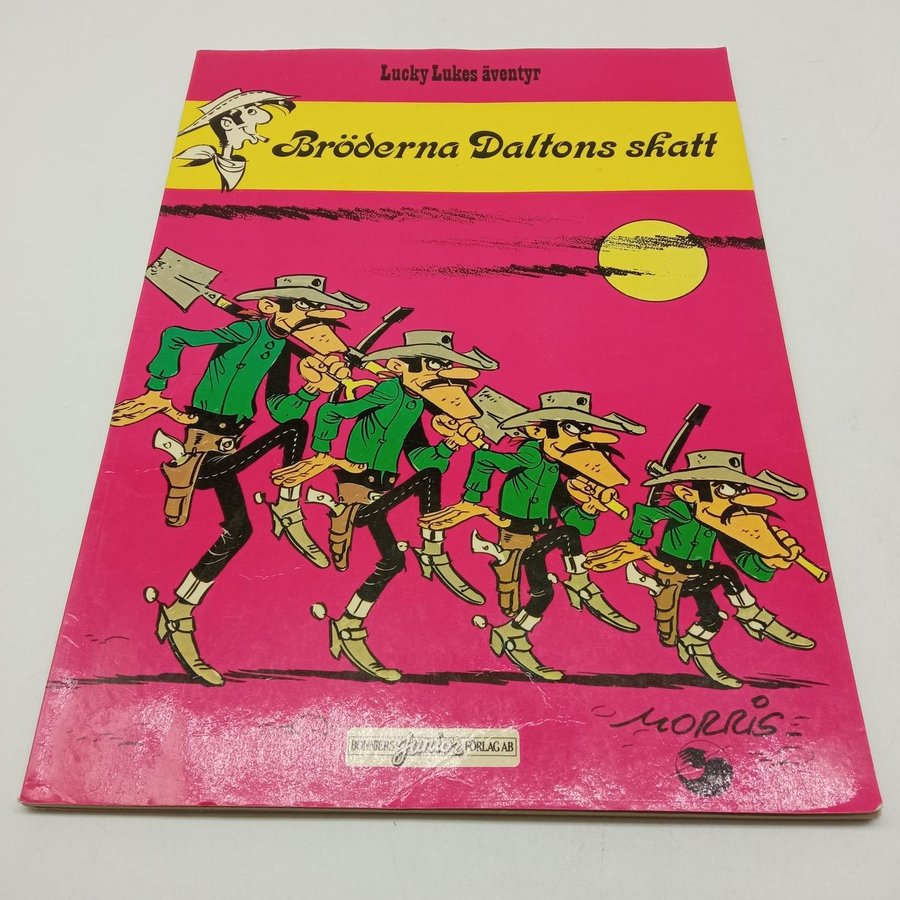 Lucky Lukes äventyr
Bröderna Daltons skatt
MORRIS
BONNIERS Junior FÖRLAG AB